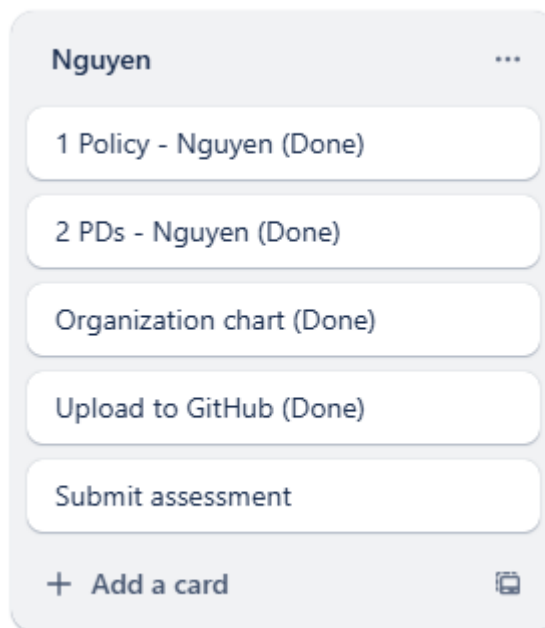 Nguyen
1 Policy - Nguyen (Done)
2 PDs - Nguyen (Done)
Organization chart (Done)
Upload to GitHub (Done)
Submit assessment
+ Add a card